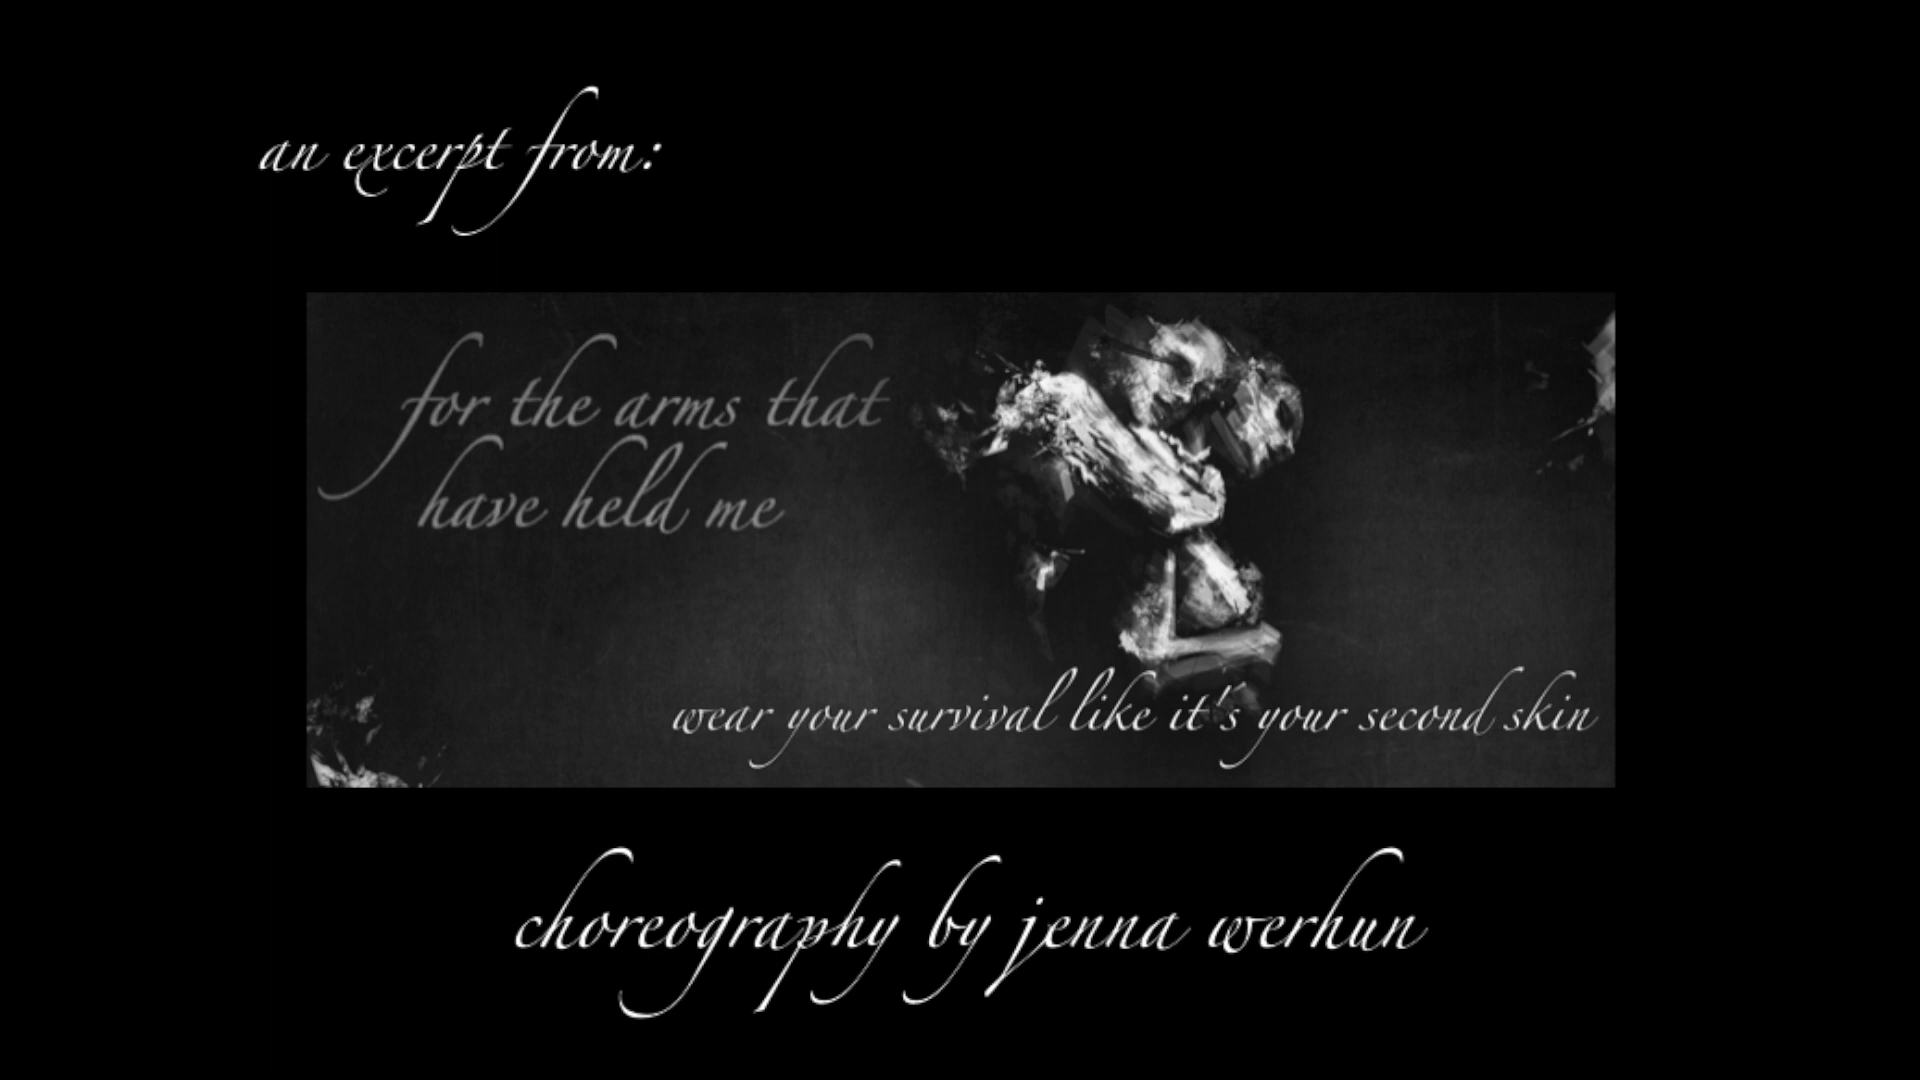 an excerpt from:
for the arms that
have held me
wear your survival like it's your second skin
choreography by jenna werhun